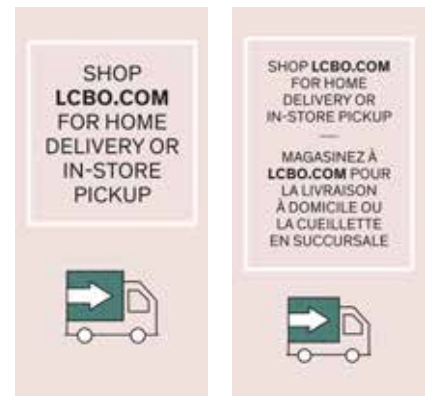 SHOP
LCBO.COM
FOR HOME
DELIVERY OR
IN-STORE
PICKUP
SHOP LCBO.COM
FOR HOME
DELIVERY OR
IN-STORE PICKUP
MAGASINEZ À
LCBO.COM POUR
LA LIVRAISON
À DOMICILE OU
LA CUEILLETTE
EN SUCCURSALE